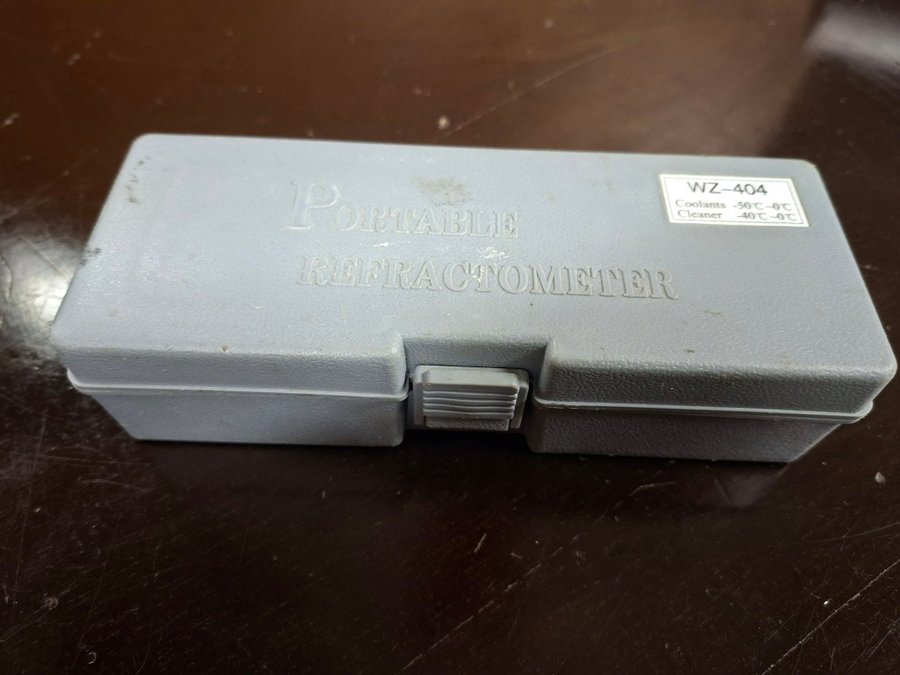 PORTABLE
REFRACTOMETER
WZ-404
Coolants -50℃-0℃
Cleaner -40℃-0℃